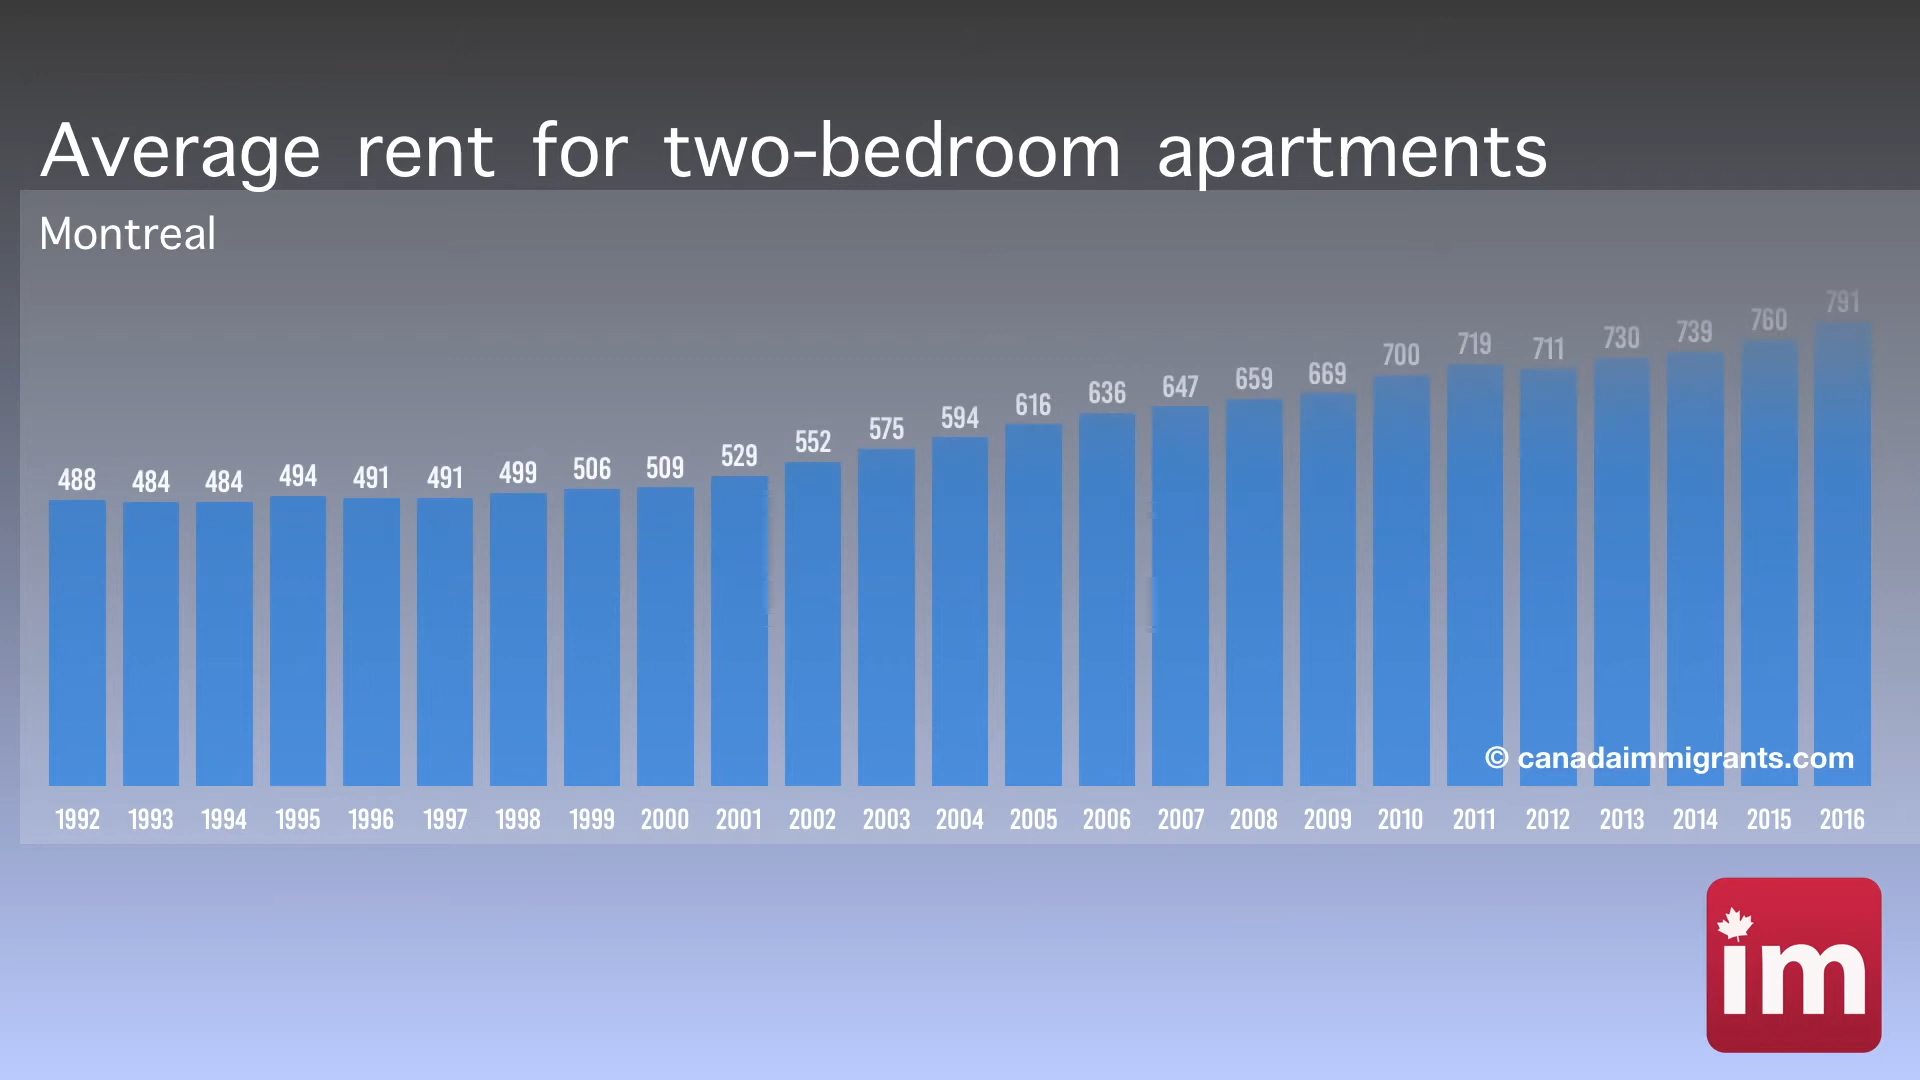 Average rent for two-bedroom apartments
Montreal
488 484 484 494 491 491 499 506 509 529 552 575 594 616 636 647 659 669 700 719 711 730 739 760 791
© canadaimmigrants.com
1992 1993 1994 1995 1996 1997 1998 1999 2000 2001 2002 2003 2004 2005 2006 2007 2008 2009 2010 2011 2012 2013 2014 2015 2016
im